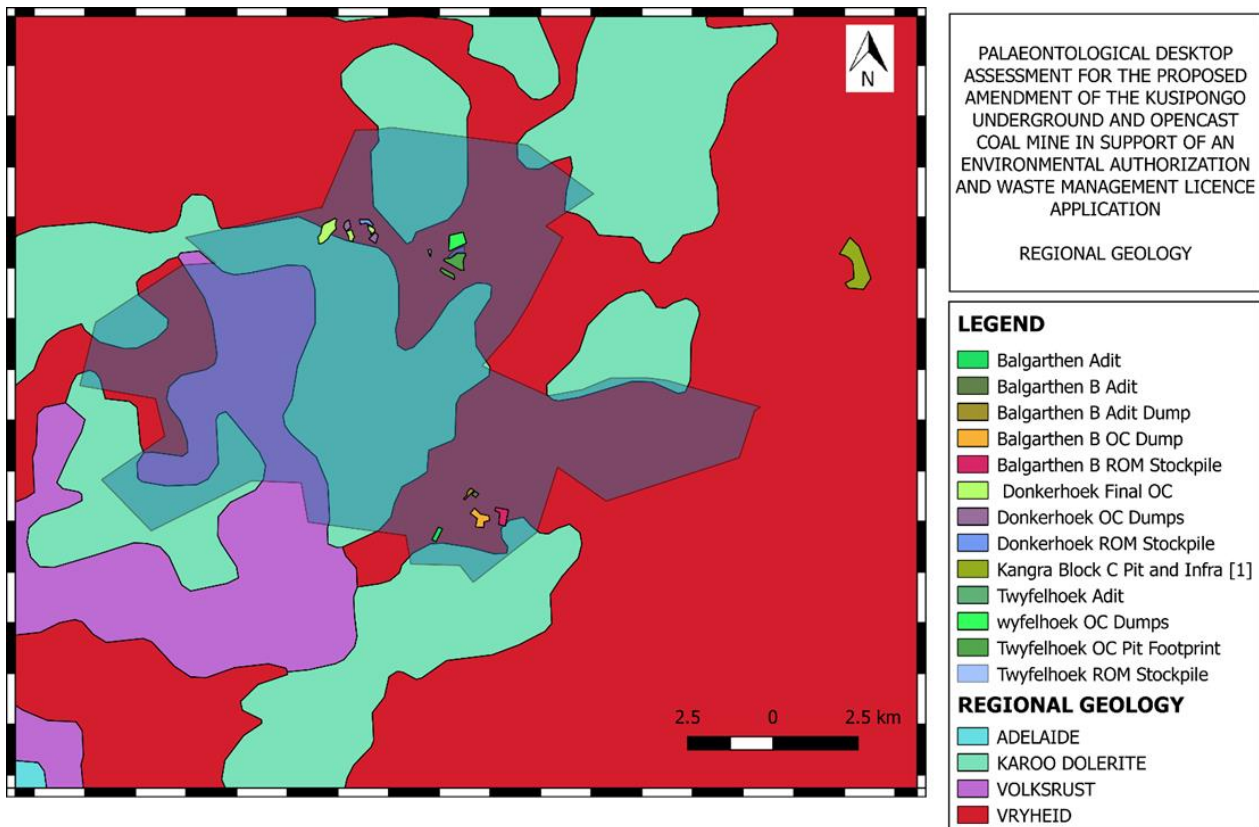 N
2.5 0 2.5 km
PALAEONTOLOGICAL DESKTOP
ASSESSMENT FOR THE PROPOSED
AMENDMENT OF THE KUSIPONGO
UNDERGROUND AND OPENCAST
COAL MINE IN SUPPORT OF AN
ENVIRONMENTAL AUTHORIZATION
AND WASTE MANAGEMENT LICENCE
APPLICATION
REGIONAL GEOLOGY
LEGEND
Balgarthen Adit
Balgarthen B Adit
Balgarthen B Adit Dump
Balgarthen B OC Dump
Balgarthen B ROM Stockpile
Donkerhoek Final OC
Donkerhoek OC Dumps
Donkerhoek ROM Stockpile
Kangra Block C Pit and Infra [1]
Twyfelhoek Adit
wyfelhoek OC Dumps
Twyfelhoek OC Pit Footprint
Twyfelhoek ROM Stockpile
REGIONAL GEOLOGY
ADELAIDE
KAROO DOLERITE
VOLKSRUST
VRYHEID